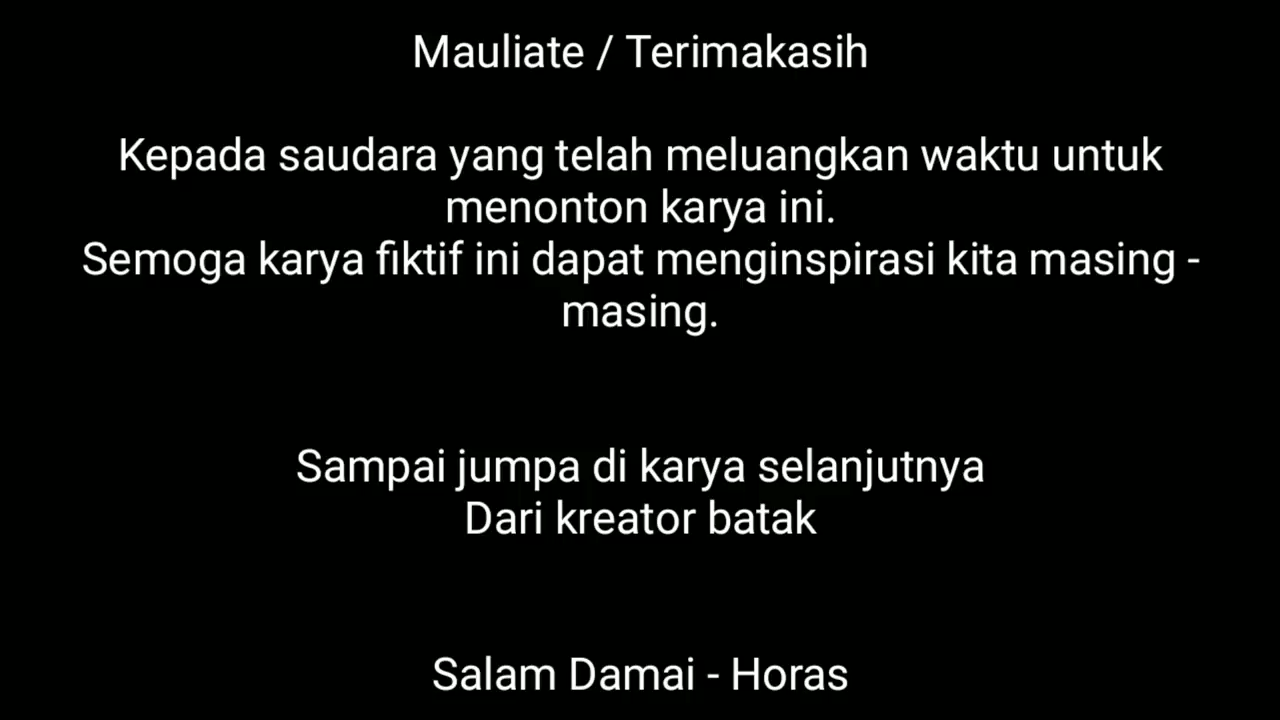 Mauliate / Terimakasih
Kepada saudara yang telah meluangkan waktu untuk
menonton karya ini.
Semoga karya fiktif ini dapat menginspirasi kita masing -
masing.
Sampai jumpa di karya selanjutnya
Dari kreator batak
Salam Damai - Horas